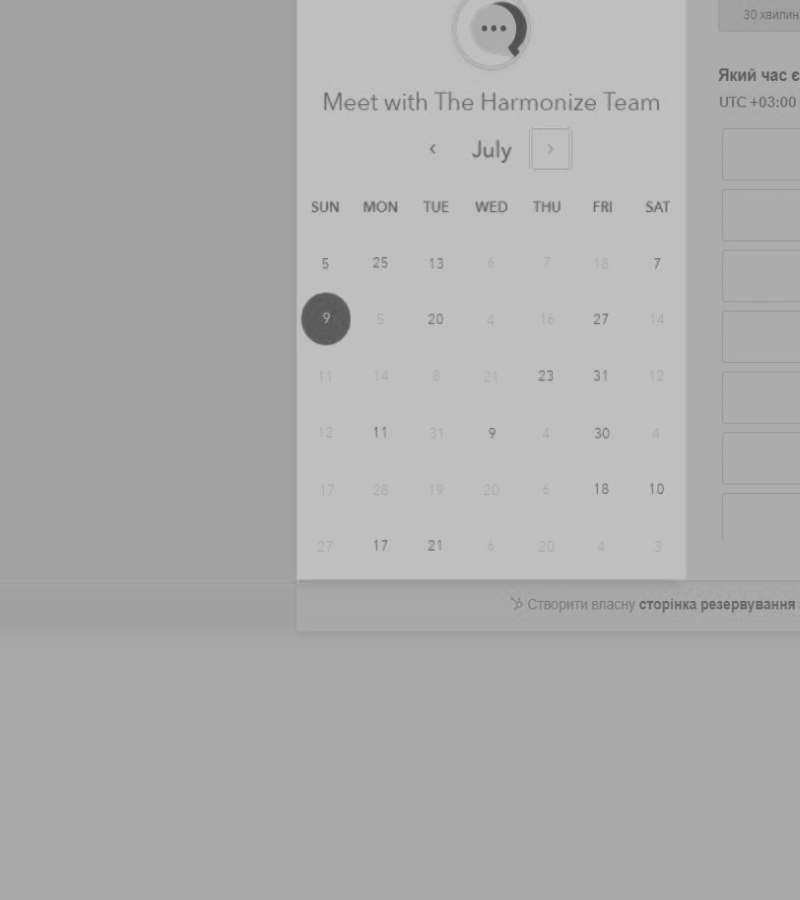 30 хвилин
Який час є
UTC +03:00
Meet with The Harmonize Team
‹ July ›
SUN MON TUE WED THU FRI SAT
5 25 13 6 7 18 7
9 5 20 4 16 27 14
11 14 8 21 23 31 12
12 11 31 9 4 30 4
17 28 19 20 6 18 10
27 17 21 6 20 4 3
Створити власну сторінка резервування